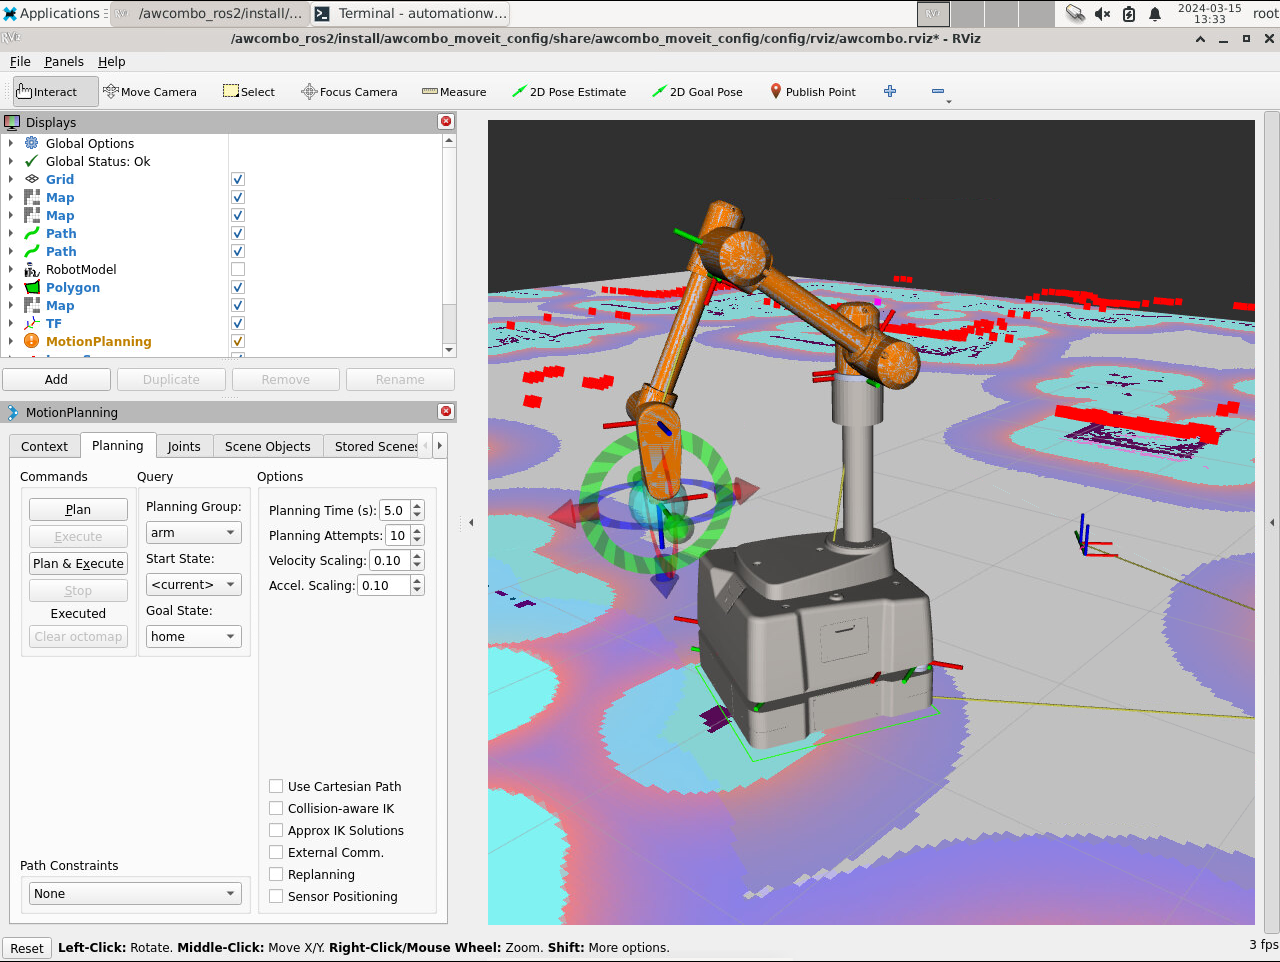 Applications
/awcombo_ros2/install/...
Terminal - automationw...
2024-03-15
13:33
root
/awcombo_ros2/install/awcombo_moveit_config/share/awcombo_moveit_config/config/rviz/awcombo.rviz* - RViz
File Panels Help
Interact Move Camera Select Focus Camera Measure 2D Pose Estimate 2D Goal Pose Publish Point
Displays
Global Options
Global Status: Ok
Grid
Map
Map
Path
Path
RobotModel
Polygon
Map
TF
MotionPlanning
Add Duplicate Remove Rename
MotionPlanning
Context Planning Joints Scene Objects Stored Scenes
Commands Query Options
Plan
Execute
Plan & Execute
Stop
Executed
Clear octomap
Planning Group:
arm
Start State:
<current>
Goal State:
home
Planning Time (s): 5.0
Planning Attempts: 10
Velocity Scaling: 0.10
Accel. Scaling: 0.10
Use Cartesian Path
Collision-aware IK
Approx IK Solutions
External Comm.
Replanning
Sensor Positioning
Path Constraints
None
Reset Left-Click: Rotate. Middle-Click: Move X/Y. Right-Click/Mouse Wheel: Zoom. Shift: More options.
3 fps